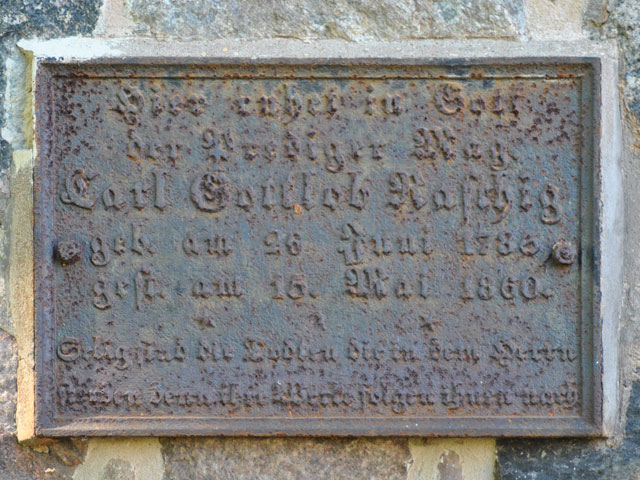 Hier ruhet in Gott
der Prediger Mag.
Carl Gottlob Raschig
geb. am 26 Juni 1786
gest. am 15. Mai 1860.
Selig sind die Todten die in dem Herrn
sterben denn ihre Wercke folgen ihnen nach